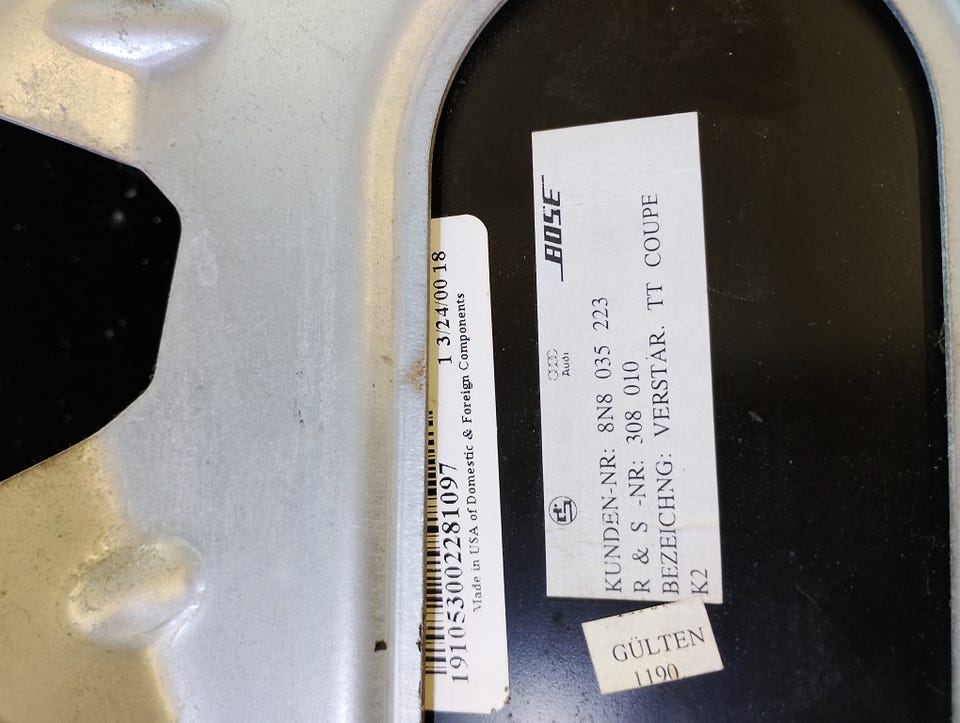 1910530022281097 1 3/24/00 18
Made in USA of Domestic & Foreign Components
BOSE
Audi
KUNDEN-NR: 8N8 035 223
R & S -NR: 308 010
BEZEICHNG: VERSTÄR. TT COUPE
K2
GÜLTEN
1190